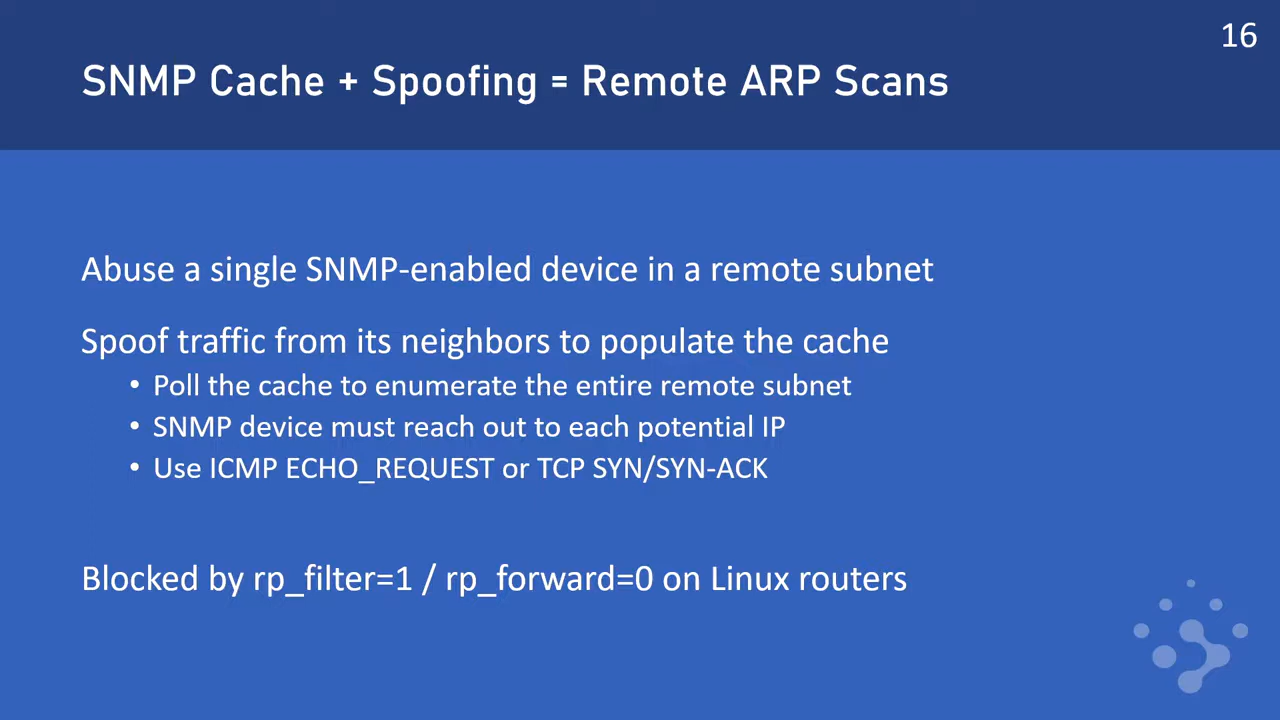 16
SNMP Cache + Spoofing = Remote ARP Scans
Abuse a single SNMP-enabled device in a remote subnet
Spoof traffic from its neighbors to populate the cache
• Poll the cache to enumerate the entire remote subnet
• SNMP device must reach out to each potential IP
• Use ICMP ECHO_REQUEST or TCP SYN/SYN-ACK
Blocked by rp_filter=1 / rp_forward=0 on Linux routers